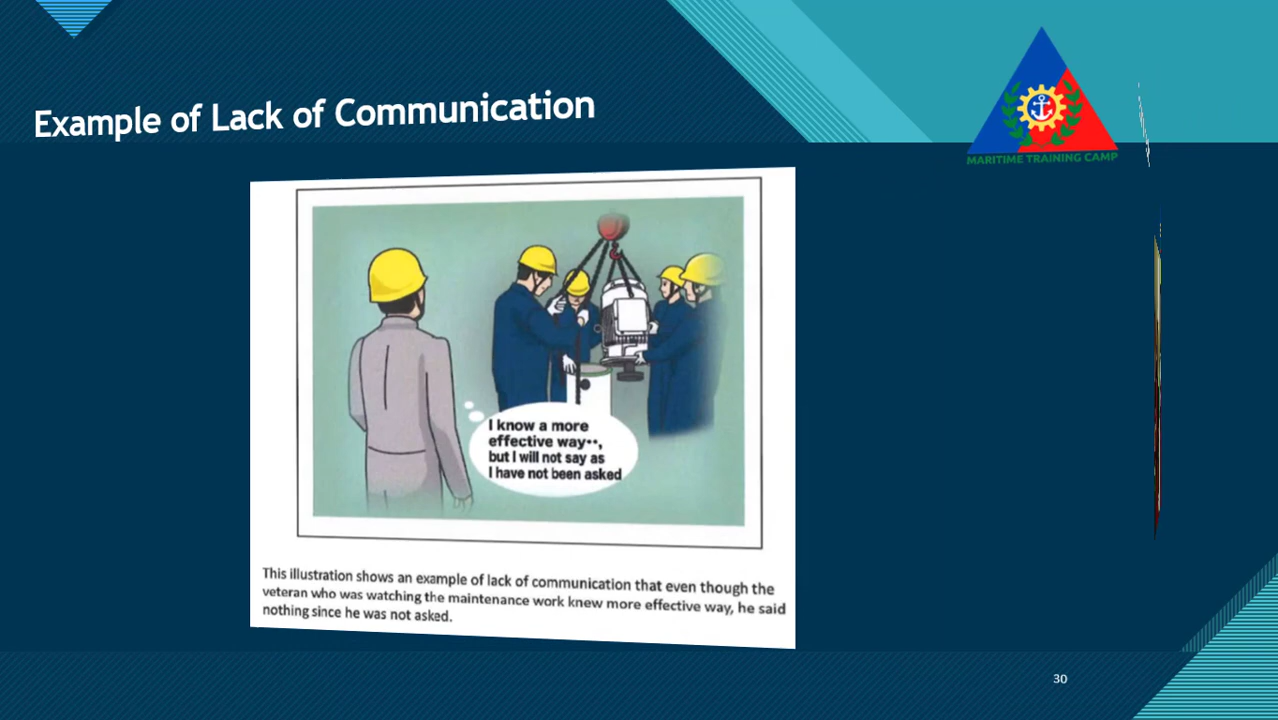 Example of Lack of Communication
MARITIME TRAINING CAMP
I know a more
effective way••,
but I will not say as
I have not been asked
This illustration shows an example of lack of communication that even though the
veteran who was watching the maintenance work knew more effective way, he said
nothing since he was not asked.
30